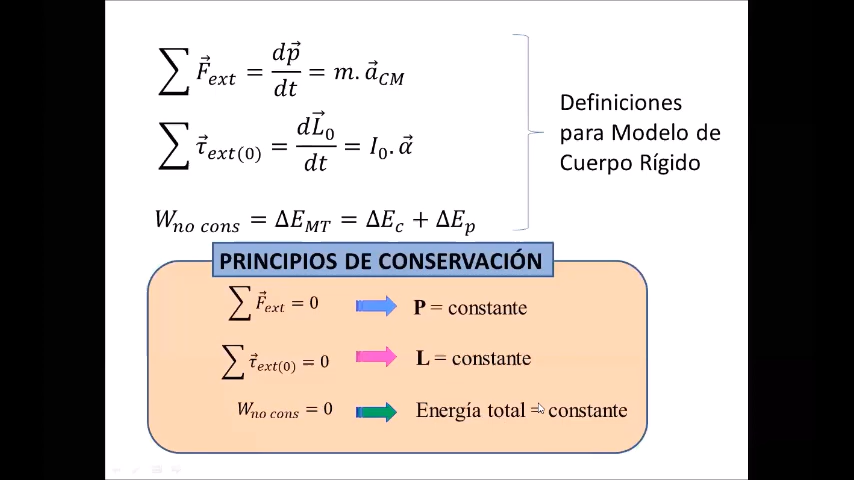 ∑ F⃗ext = dp⃗/dt = m. a⃗CM
∑ τ⃗ext(0) = dL⃗0/dt = I0. α⃗
Wno cons = ΔEMT = ΔEc + ΔEp
Definiciones
para Modelo de
Cuerpo Rígido
PRINCIPIOS DE CONSERVACIÓN
∑ F⃗ext = 0 P = constante
∑ τ⃗ext(0) = 0 L = constante
Wno cons = 0 Energía total = constante